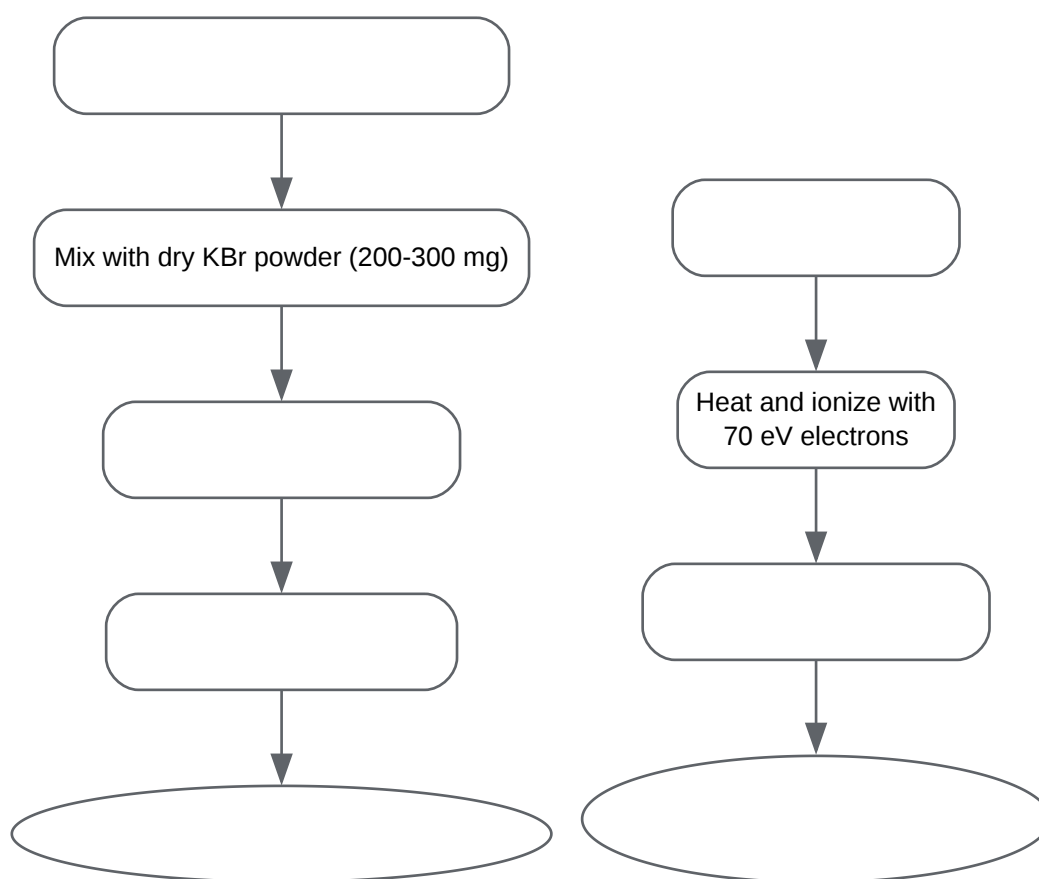 Mix with dry KBr powder (200-300 mg)
Heat and ionize with
70 eV electrons